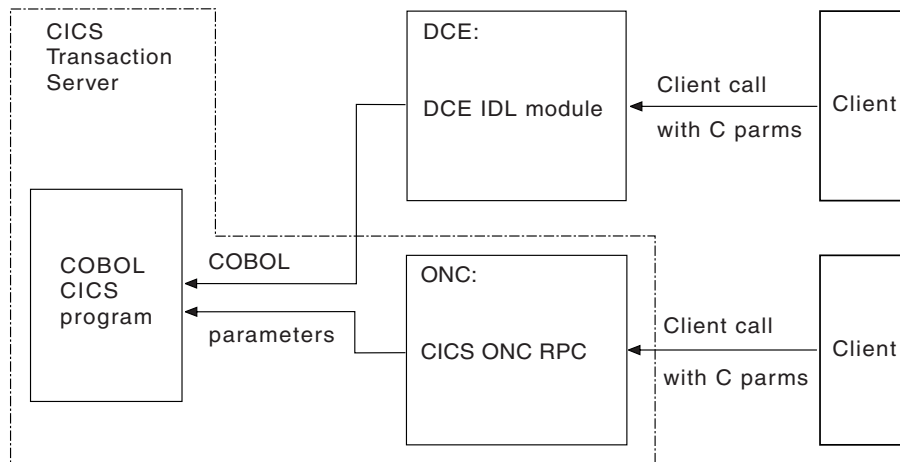 CICS
Transaction
Server
DCE:
DCE IDL module
Client call
with C parms
Client
COBOL
CICS
program
COBOL
parameters
ONC:
CICS ONC RPC
Client call
with C parms
Client